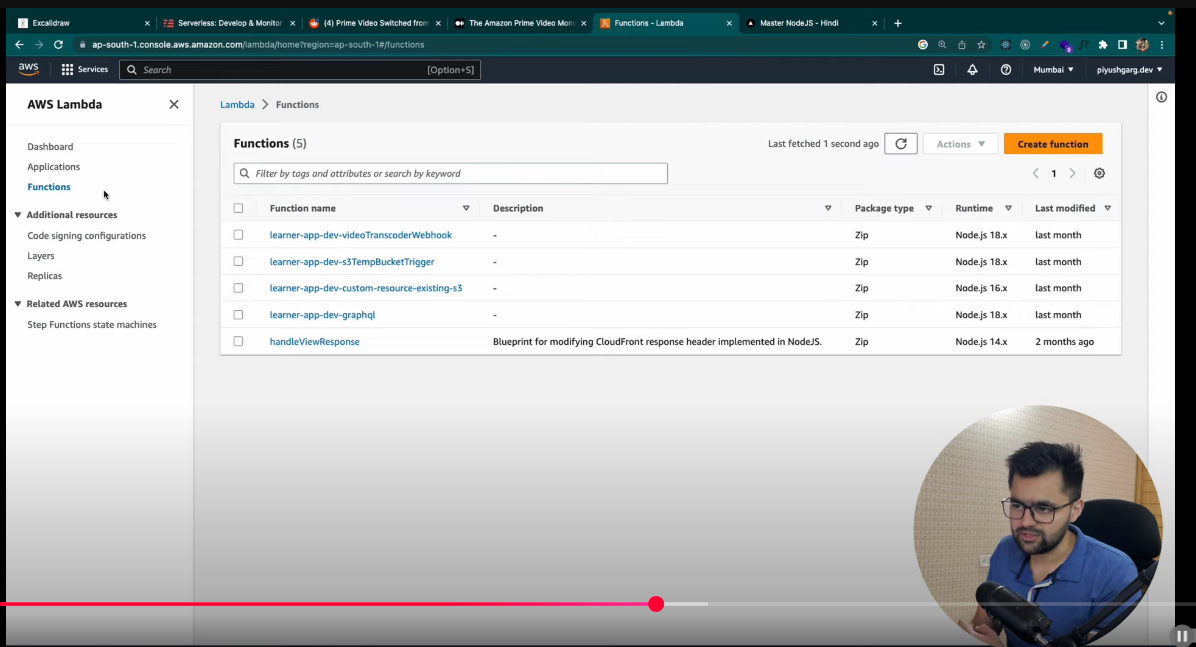 Excalidraw
Serverless: Develop & Monitor
(4) Prime Video Switched from
The Amazon Prime Video Mon
Functions - Lambda
Master NodeJS - Hindi
ap-south-1.console.aws.amazon.com/lambda/home?region=ap-south-1#/functions
aws
Services
Search
[Option+S]
Mumbai
piyushgarg.dev
AWS Lambda
Dashboard
Applications
Functions
Additional resources
Code signing configurations
Layers
Replicas
Related AWS resources
Step Functions state machines
Lambda > Functions
Functions (5)
Last fetched 1 second ago
Actions
Create function
Filter by tags and attributes or search by keyword
1
Function name Description Package type Runtime Last modified
learner-app-dev-videoTranscoderWebhook - Zip Node.js 18.x last month
learner-app-dev-s3TempBucketTrigger - Zip Node.js 18.x last month
learner-app-dev-custom-resource-existing-s3 - Zip Node.js 16.x last month
learner-app-dev-graphql - Zip Node.js 18.x last month
handleViewResponse Blueprint for modifying CloudFront response header implemented in NodeJS. Zip Node.js 14.x 2 months ago